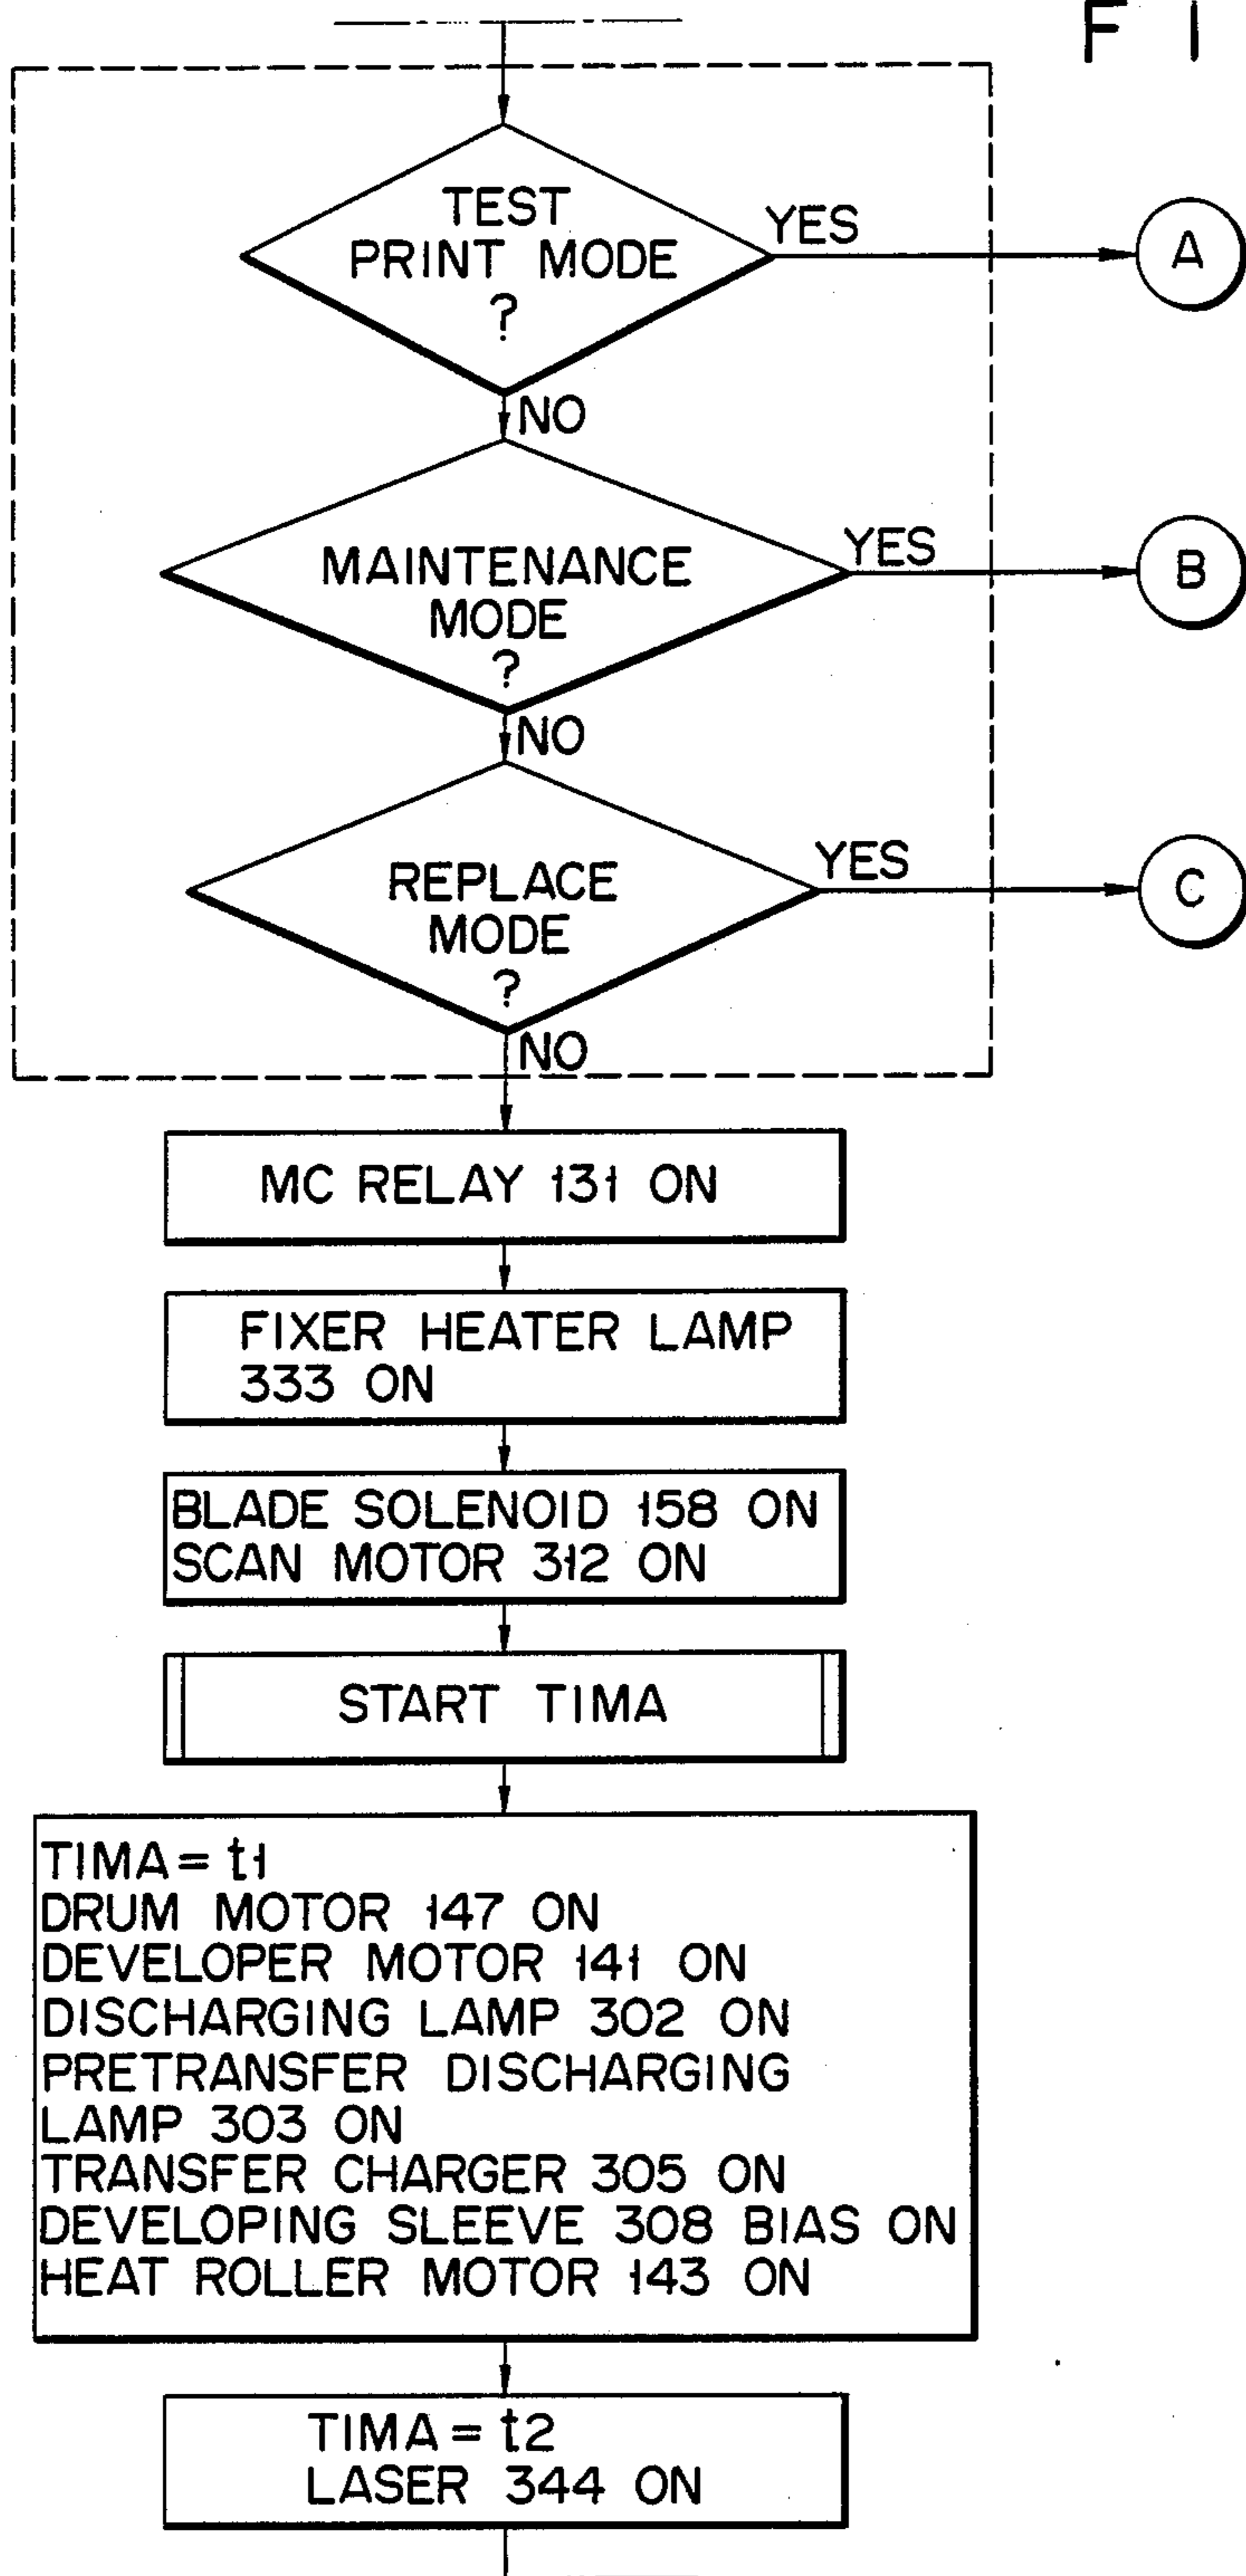 F I
TEST
PRINT MODE
?
YES
A
NO
MAINTENANCE
MODE
?
YES
B
NO
REPLACE
MODE
?
YES
C
NO
MC RELAY 131 ON
FIXER HEATER LAMP
333 ON
BLADE SOLENOID 158 ON
SCAN MOTOR 312 ON
START TIMA
TIMA = t1
DRUM MOTOR 147 ON
DEVELOPER MOTOR 141 ON
DISCHARGING LAMP 302 ON
PRETRANSFER DISCHARGING
LAMP 303 ON
TRANSFER CHARGER 305 ON
DEVELOPING SLEEVE 308 BIAS ON
HEAT ROLLER MOTOR 143 ON
TIMA = t2
LASER 344 ON